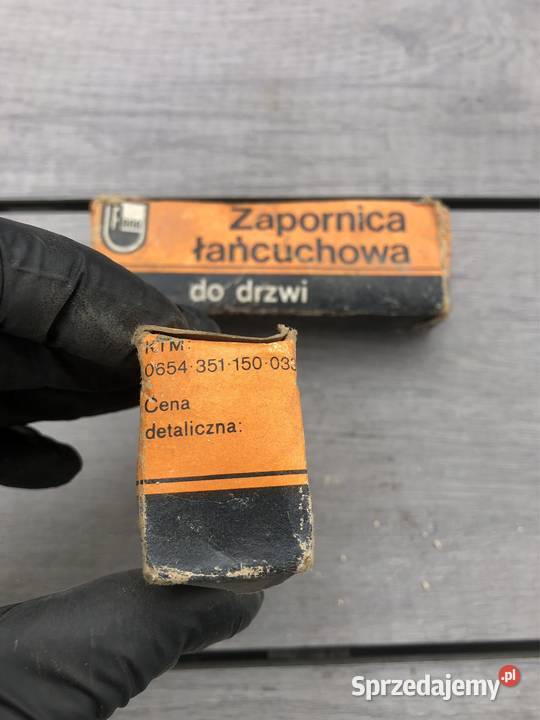 Zapornica
łańcuchowa
do drzwi
KTM:
0654·351·150·033
Cena
detaliczna:
Sprzedajemy.pl